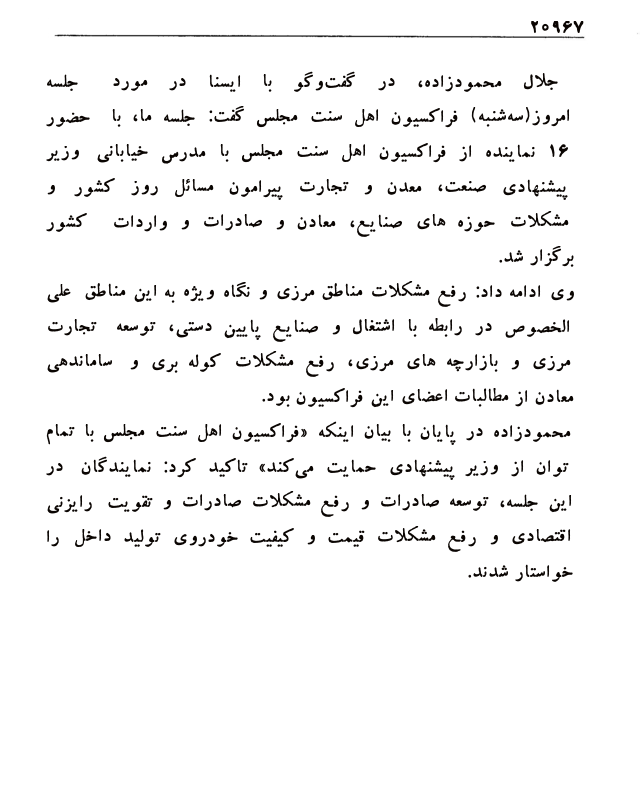 ۲۰۹۶۷
جلال محمودزاده، در گفت‌وگو با ایسنا در مورد جلسه
امروز(سه‌شنبه) فراکسیون اهل سنت مجلس گفت: جلسه ما، با حضور
۱۶ نماینده از فراکسیون اهل سنت مجلس با مدرس خیابانی وزیر
پیشنهادی صنعت، معدن و تجارت پیرامون مسائل روز کشور و
مشکلات حوزه های صنایع، معادن و صادرات و واردات کشور
برگزار شد.
وی ادامه داد: رفع مشکلات مناطق مرزی و نگاه ویژه به این مناطق علی
الخصوص در رابطه با اشتغال و صنایع پایین دستی، توسعه تجارت
مرزی و بازارچه های مرزی، رفع مشکلات کوله بری و ساماندهی
معادن از مطالبات اعضای این فراکسیون بود.
محمودزاده در پایان با بیان اینکه «فراکسیون اهل سنت مجلس با تمام
توان از وزیر پیشنهادی حمایت می‌کند» تاکید کرد: نمایندگان در
این جلسه، توسعه صادرات و رفع مشکلات صادرات و تقویت رایزنی
اقتصادی و رفع مشکلات قیمت و کیفیت خودروی تولید داخل را
خواستار شدند.